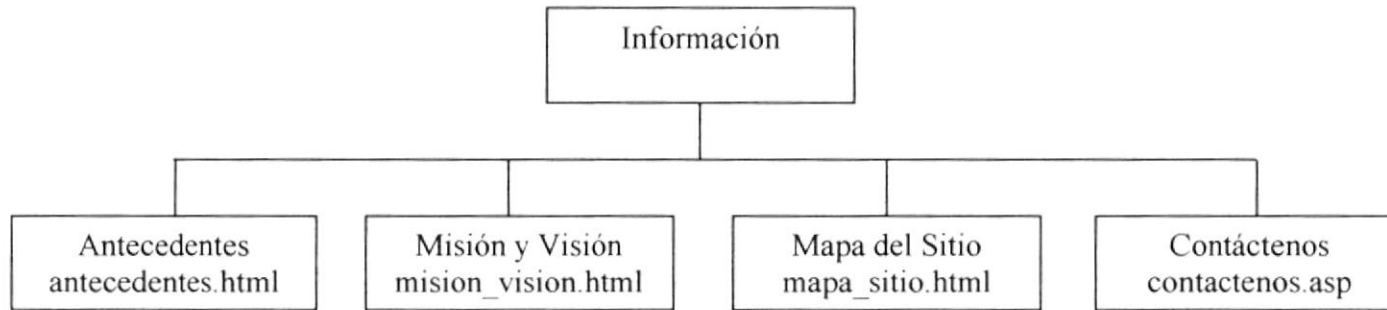 Información
Antecedentes
antecedentes.html
Misión y Visión
mision_vision.html
Mapa del Sitio
mapa_sitio.html
Contáctenos
contactenos.asp